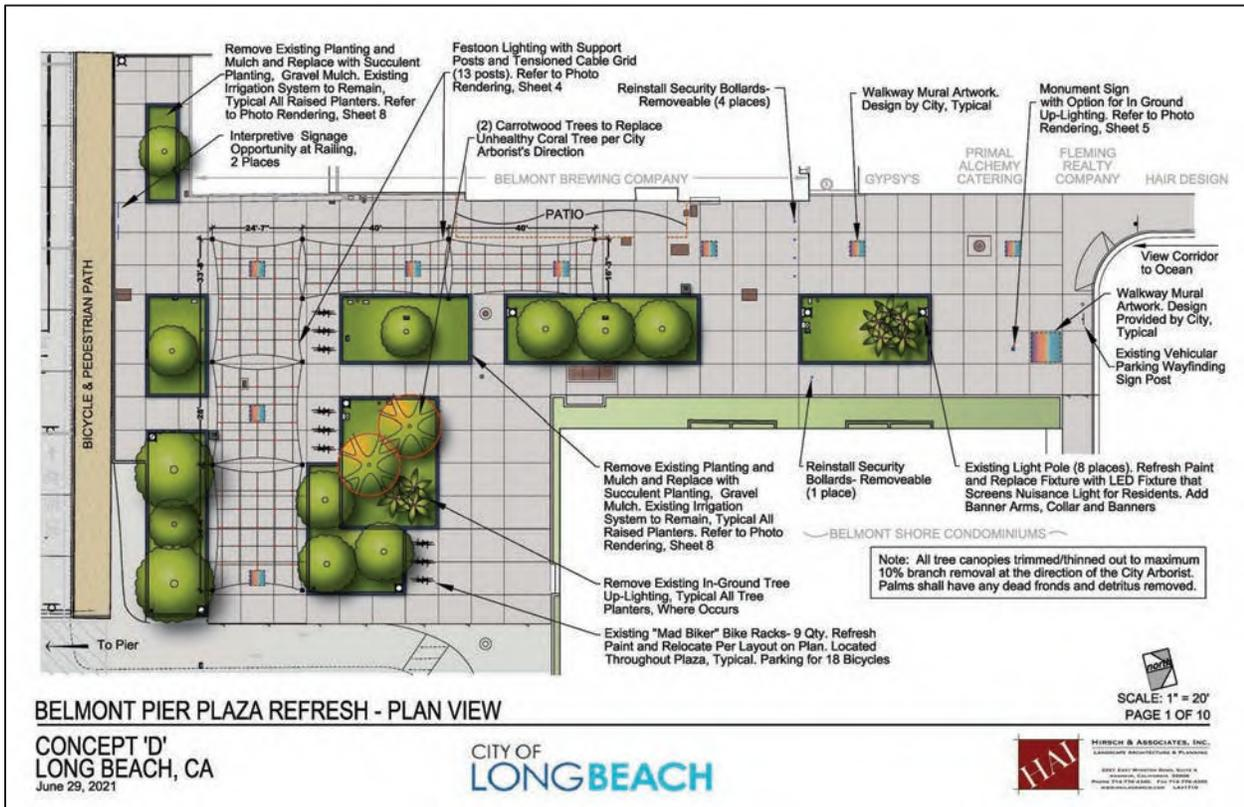 Remove Existing Planting and
Mulch and Replace with Succulent
Planting, Gravel Mulch. Existing
Irrigation System to Remain,
Typical All Raised Planters. Refer
to Photo Rendering, Sheet 8
Interpretive Signage
Opportunity at Railing,
2 Places
Festoon Lighting with Support
Posts and Tensioned Cable Grid
(13 posts). Refer to Photo
Rendering, Sheet 4
(2) Carrotwood Trees to Replace
Unhealthy Coral Tree per City
Arborist's Direction
Reinstall Security Bollards-
Removeable (4 places)
Walkway Mural Artwork.
Design by City, Typical
Monument Sign
with Option for In Ground
Up-Lighting. Refer to Photo
Rendering, Sheet 5
BELMONT BREWING COMPANY
GYPSY'S
PRIMAL
ALCHEMY
CATERING
FLEMING
REALTY
COMPANY
HAIR DESIGN
PATIO
24'-7"
40'
40'
BICYCLE & PEDESTRIAN PATH
View Corridor
to Ocean
Walkway Mural
Artwork. Design
Provided by City,
Typical
Existing Vehicular
Parking Wayfinding
Sign Post
Remove Existing Planting and
Mulch and Replace with
Succulent Planting, Gravel
Mulch. Existing Irrigation
System to Remain, Typical All
Raised Planters. Refer to Photo
Rendering, Sheet 8
Reinstall Security
Bollards- Removeable
(1 place)
Existing Light Pole (8 places). Refresh Paint
and Replace Fixture with LED Fixture that
Screens Nuisance Light for Residents. Add
Banner Arms, Collar and Banners
BELMONT SHORE CONDOMINIUMS
Note: All tree canopies trimmed/thinned out to maximum
10% branch removal at the direction of the City Arborist.
Palms shall have any dead fronds and detritus removed.
Remove Existing In-Ground Tree
Up-Lighting, Typical All Tree
Planters, Where Occurs
Existing "Mad Biker" Bike Racks- 9 Qty. Refresh
Paint and Relocate Per Layout on Plan. Located
Throughout Plaza, Typical. Parking for 18 Bicycles
To Pier
north
SCALE: 1" = 20'
PAGE 1 OF 10
BELMONT PIER PLAZA REFRESH - PLAN VIEW
CONCEPT 'D'
LONG BEACH, CA
June 29, 2021
CITY OF
LONGBEACH
HAI
HIRSCH & ASSOCIATES, INC.
LANDSCAPE ARCHITECTURE & PLANNING